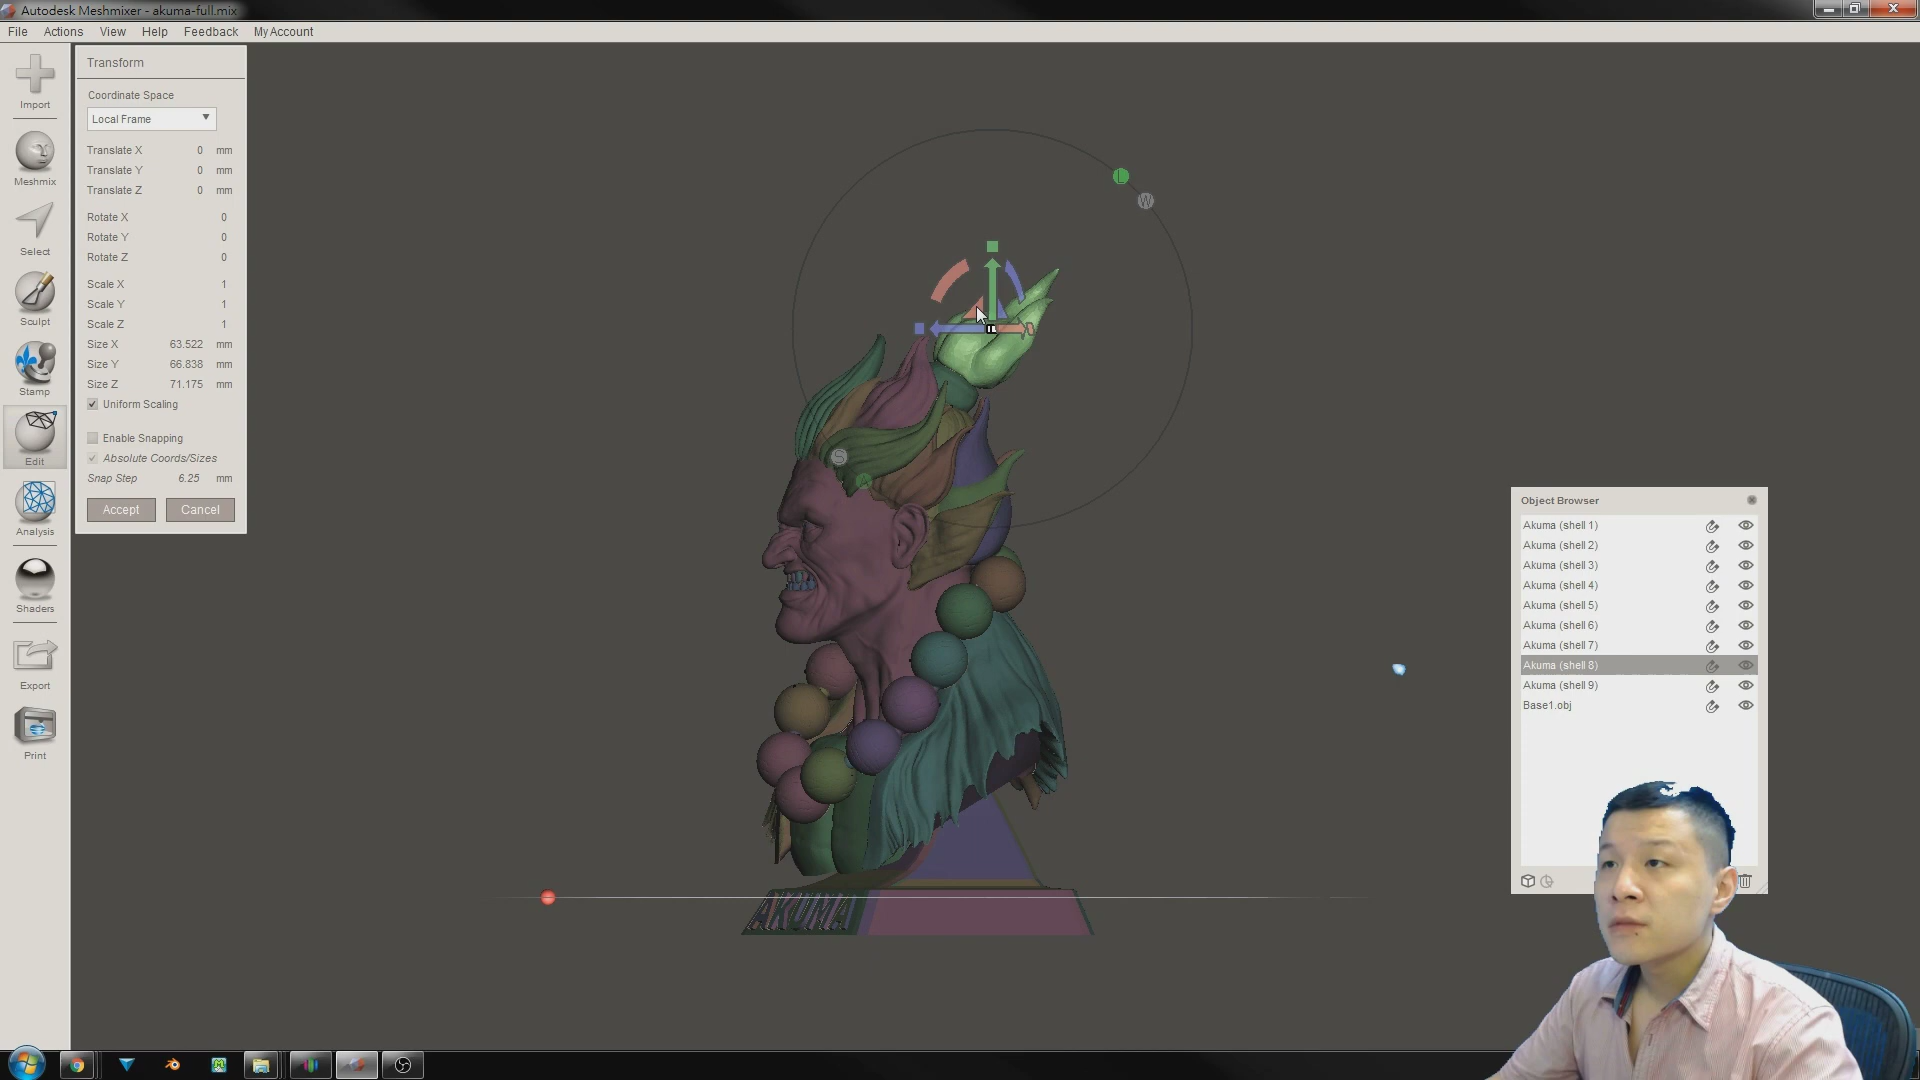 Autodesk Meshmixer - akuma-full.mix
File Actions View Help Feedback My Account
Import
Meshmix
Select
Sculpt
Stamp
Edit
Analysis
Shaders
Export
Print
Transform
Coordinate Space
Local Frame
Translate X 0 mm
Translate Y 0 mm
Translate Z 0 mm
Rotate X 0
Rotate Y 0
Rotate Z 0
Scale X 1
Scale Y 1
Scale Z 1
Size X 63.522 mm
Size Y 66.838 mm
Size Z 71.175 mm
Uniform Scaling
Enable Snapping
Absolute Coords/Sizes
Snap Step 6.25 mm
Accept Cancel
L
W
S
A
AKUMA
Object Browser
Akuma (shell 1)
Akuma (shell 2)
Akuma (shell 3)
Akuma (shell 4)
Akuma (shell 5)
Akuma (shell 6)
Akuma (shell 7)
Akuma (shell 8)
Akuma (shell 9)
Base1.obj